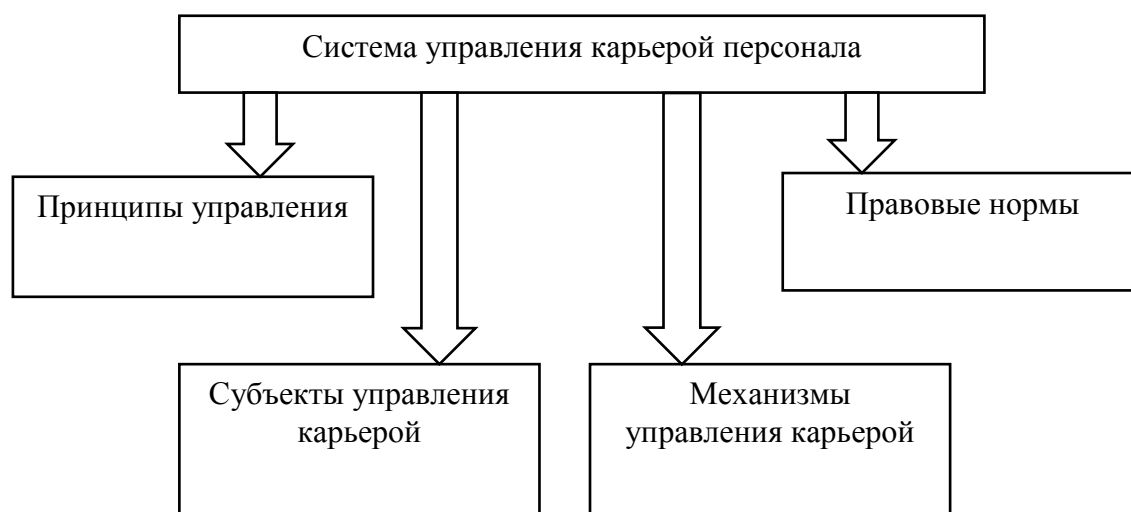 Система управления карьерой персонала
Принципы управления
Правовые нормы
Субъекты управления
карьерой
Механизмы
управления карьерой